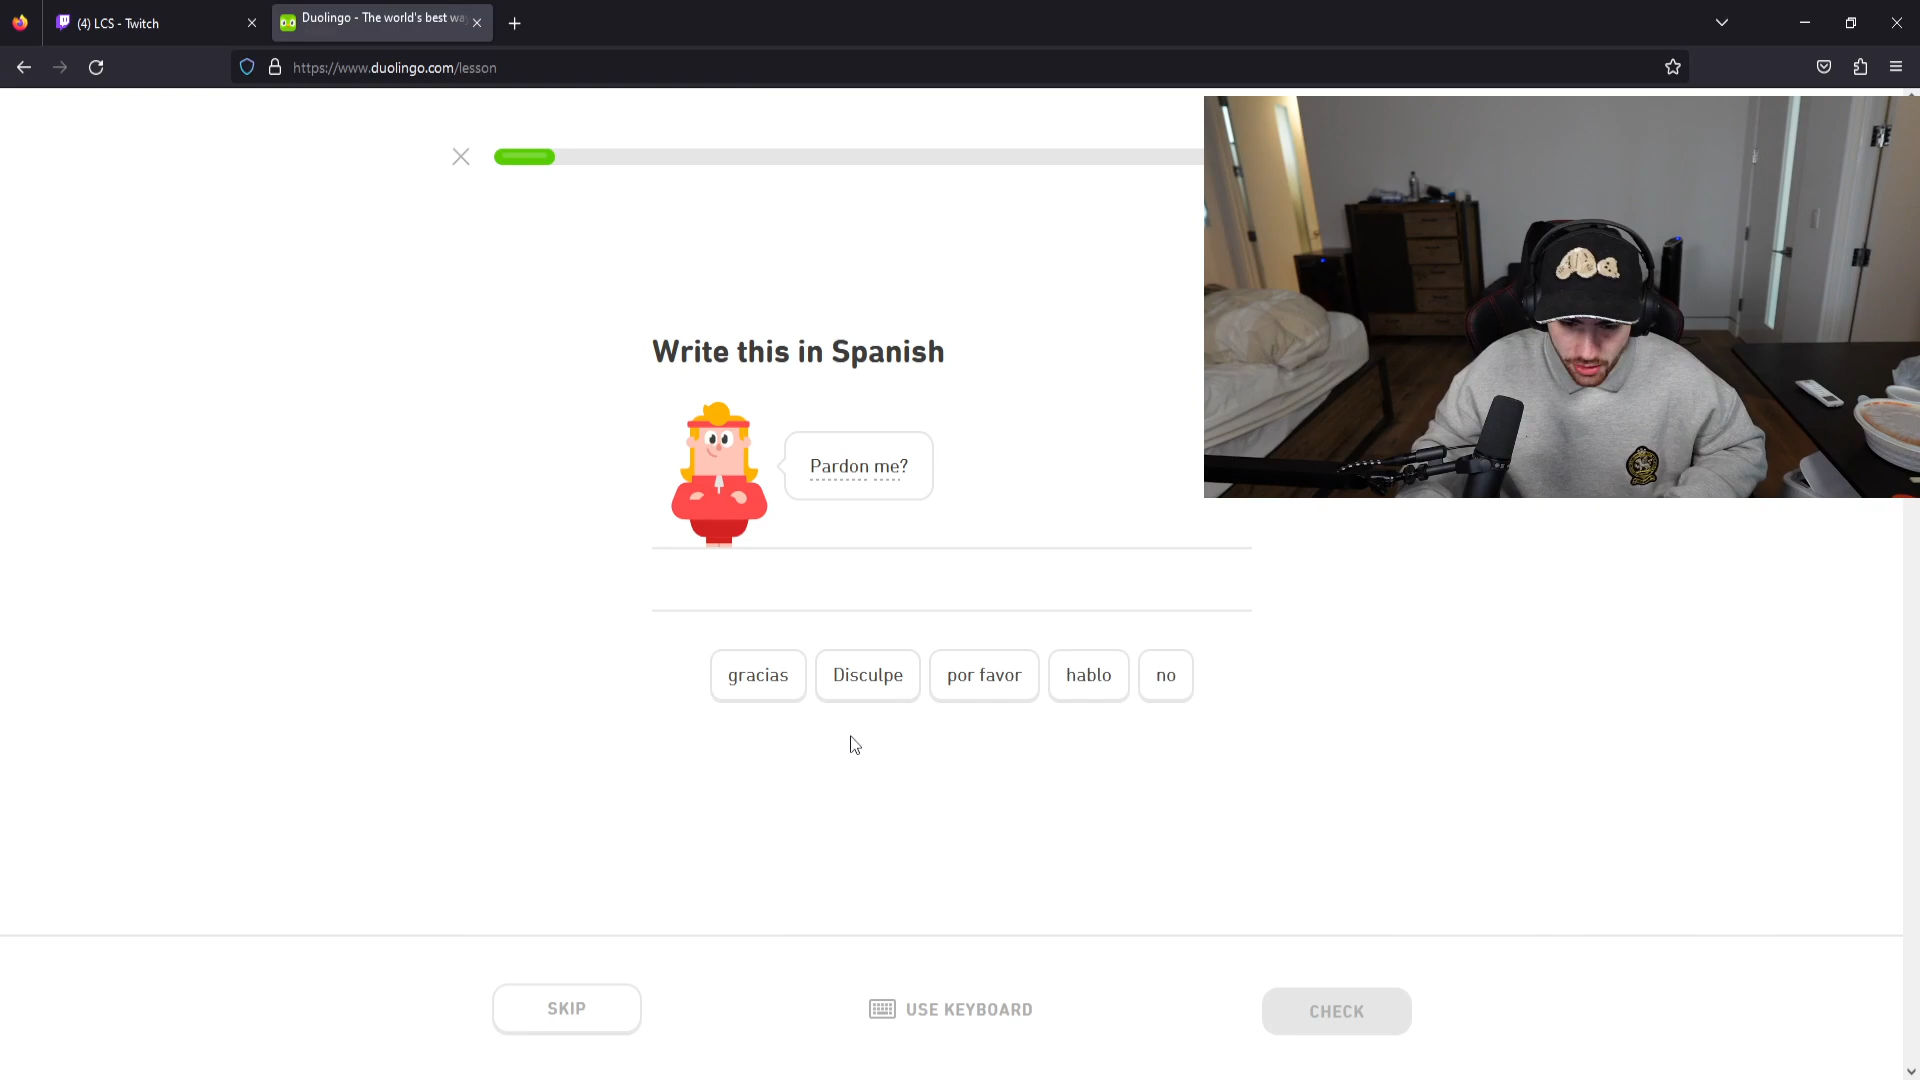 (4) LCS - Twitch
Duolingo - The world's best wa
https://www.duolingo.com/lesson
Write this in Spanish
Pardon me?
gracias
Disculpe
por favor
hablo
no
SKIP
USE KEYBOARD
CHECK